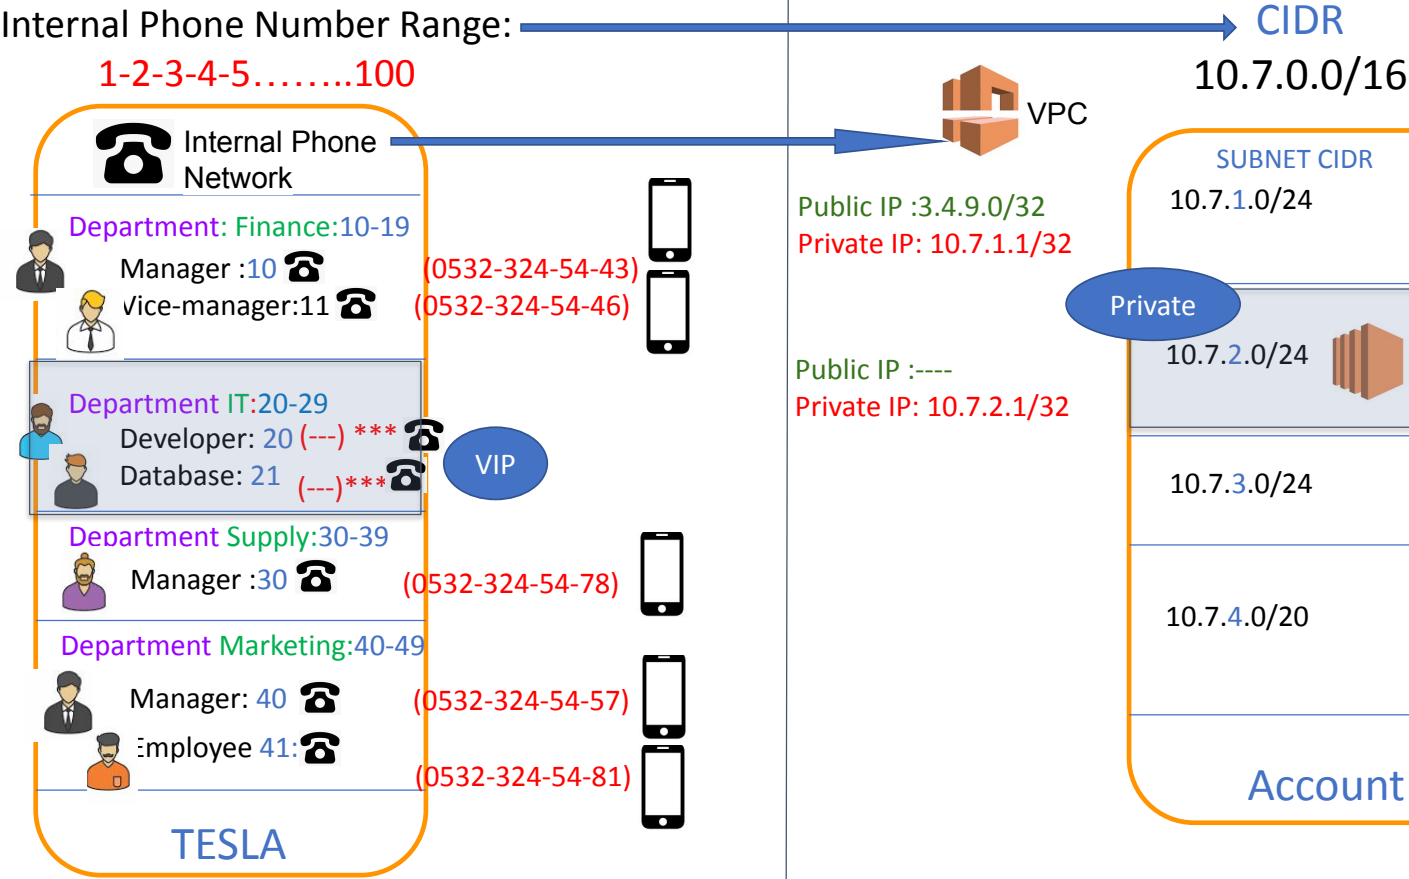 Internal Phone Number Range:
1-2-3-4-5........100
Internal Phone
Network
Department: Finance:10-19
Manager :10
Vice-manager:11
(0532-324-54-43)
(0532-324-54-46)
Department IT:20-29
Developer: 20 (---) ***
Database: 21 (---)***
VIP
Department Supply:30-39
Manager :30
(0532-324-54-78)
Department Marketing:40-49
Manager: 40
(0532-324-54-57)
Employee 41:
(0532-324-54-81)
TESLA
CIDR
10.7.0.0/16
VPC
Public IP :3.4.9.0/32
Private IP: 10.7.1.1/32
Public IP :----
Private IP: 10.7.2.1/32
SUBNET CIDR
10.7.1.0/24
Private
10.7.2.0/24
10.7.3.0/24
10.7.4.0/20
Account